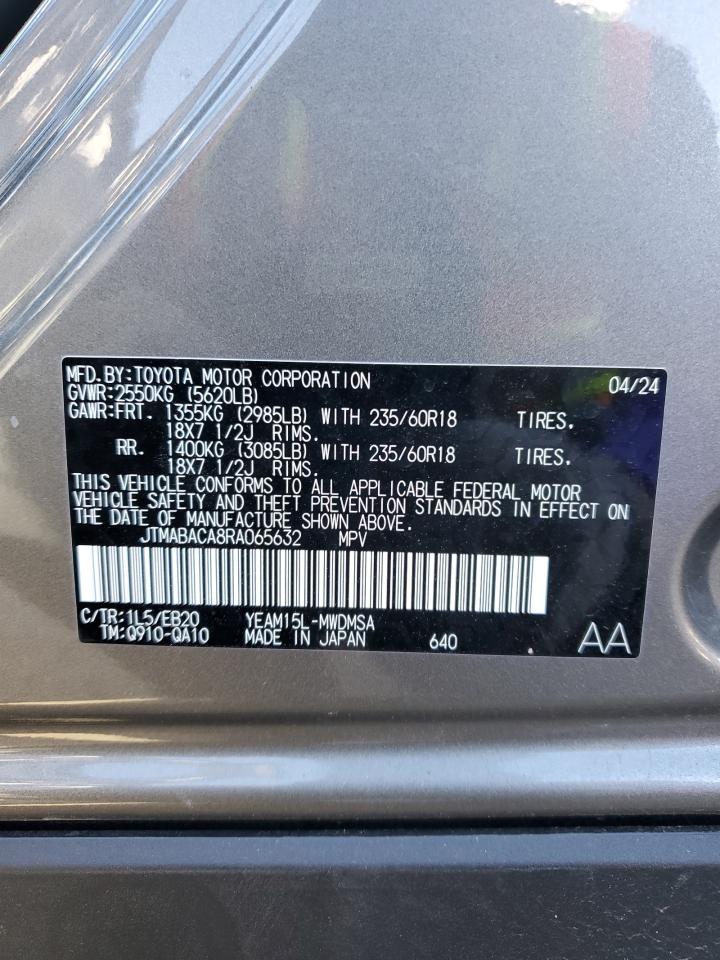 MFD.BY:TOYOTA MOTOR CORPORATION 04/24
GVWR:2550KG (5620LB)
GAWR:FRT. 1355KG (2985LB) WITH 235/60R18 TIRES.
18X7 1/2J RIMS.
RR. 1400KG (3085LB) WITH 235/60R18 TIRES.
18X7 1/2J RIMS.
THIS VEHICLE CONFORMS TO ALL APPLICABLE FEDERAL MOTOR
VEHICLE SAFETY AND THEFT PREVENTION STANDARDS IN EFFECT ON
THE DATE OF MANUFACTURE SHOWN ABOVE.
JTMABACA8RA065632 MPV
C/TR:1L5/EB20 YEAM15L-MWDMSA
TM:Q910-QA10 MADE IN JAPAN 640 AA